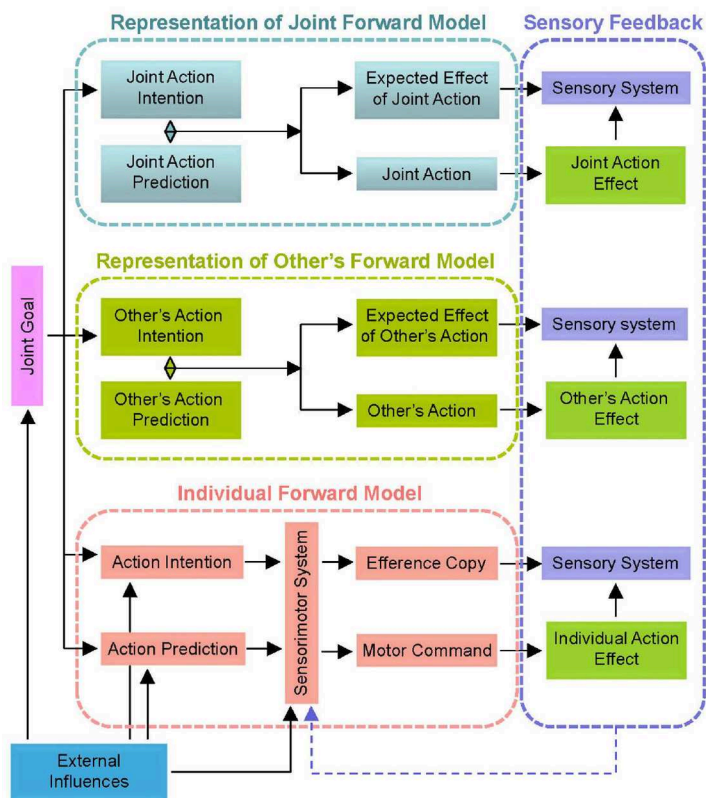 Representation of Joint Forward Model
Sensory Feedback
Joint Action
Intention
Expected Effect
of Joint Action
Sensory System
Joint Action
Prediction
Joint Action
Joint Action
Effect
Representation of Other's Forward Model
Joint Goal
Other's Action
Intention
Expected Effect
of Other's Action
Sensory system
Other's Action
Prediction
Other's Action
Other's Action
Effect
Individual Forward Model
Action Intention
Sensorimotor System
Efference Copy
Sensory System
Action Prediction
Motor Command
Individual Action
Effect
External
Influences